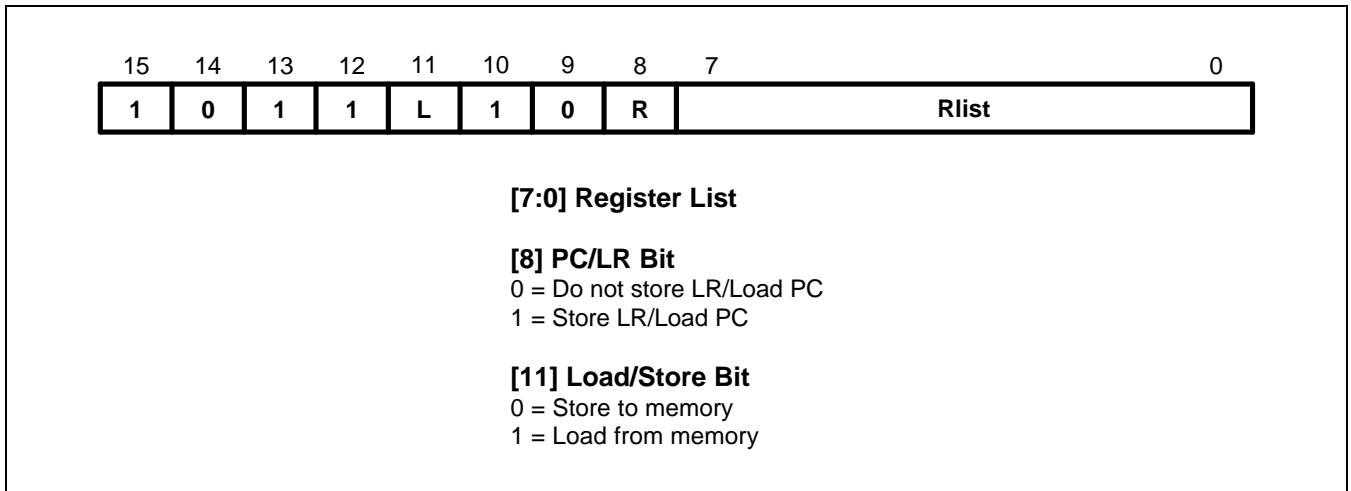 15 14 13 12 11 10 9 8 7 0
1 0 1 1 L 1 0 R Rlist
[7:0] Register List
[8] PC/LR Bit
0 = Do not store LR/Load PC
1 = Store LR/Load PC
[11] Load/Store Bit
0 = Store to memory
1 = Load from memory